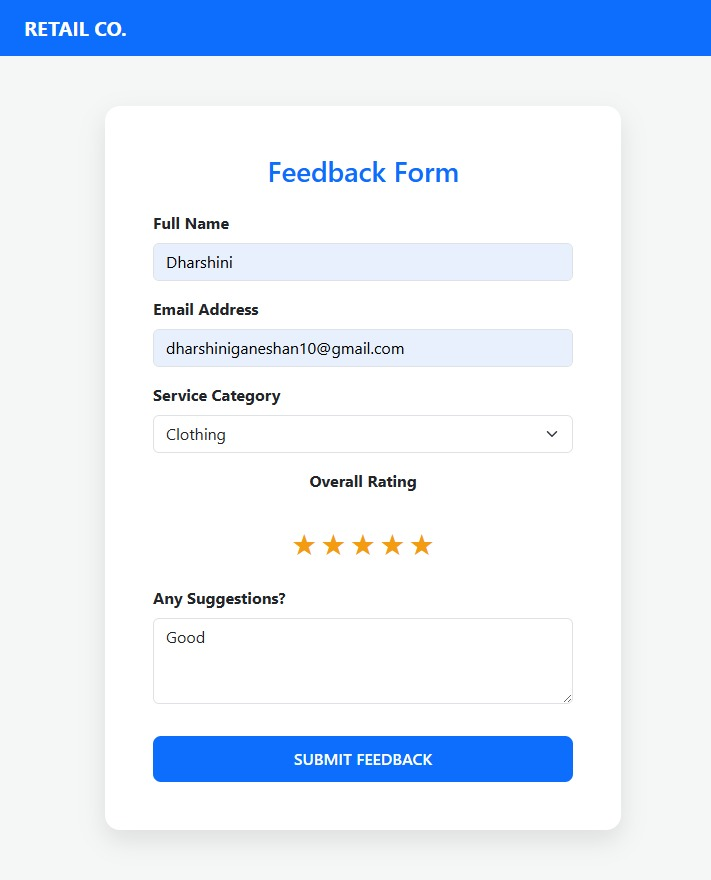 RETAIL CO.
Feedback Form
Full Name
Dharshini
Email Address
dharshiniganeshan10@gmail.com
Service Category
Clothing
Overall Rating
★ ★ ★ ★ ★
Any Suggestions?
Good
SUBMIT FEEDBACK